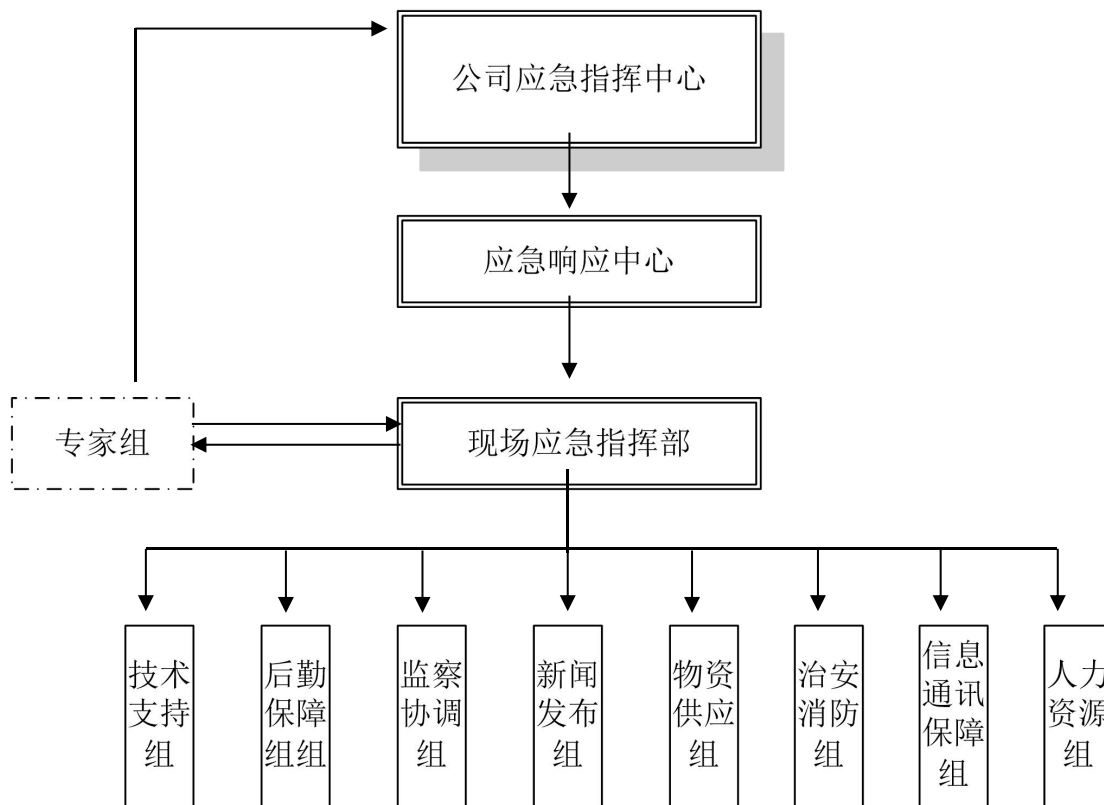 公司应急指挥中心
应急响应中心
专家组
现场应急指挥部
技术
支持
组
后勤
保障
组组
监察
协调
组
新闻
发布
组
物资
供应
组
治安
消防
组
信息
通讯
保障
组
人力
资源
组